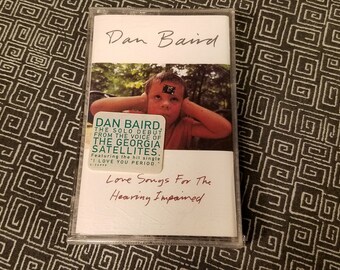 Dan Baird
DAN BAIRD
THE SOLO DEBUT
FROM THE VOICE OF
THE GEORGIA
SATELLITES.
Featuring the hit single
"I LOVE YOU PERIOD."
Love Songs For The
Hearing Impaired